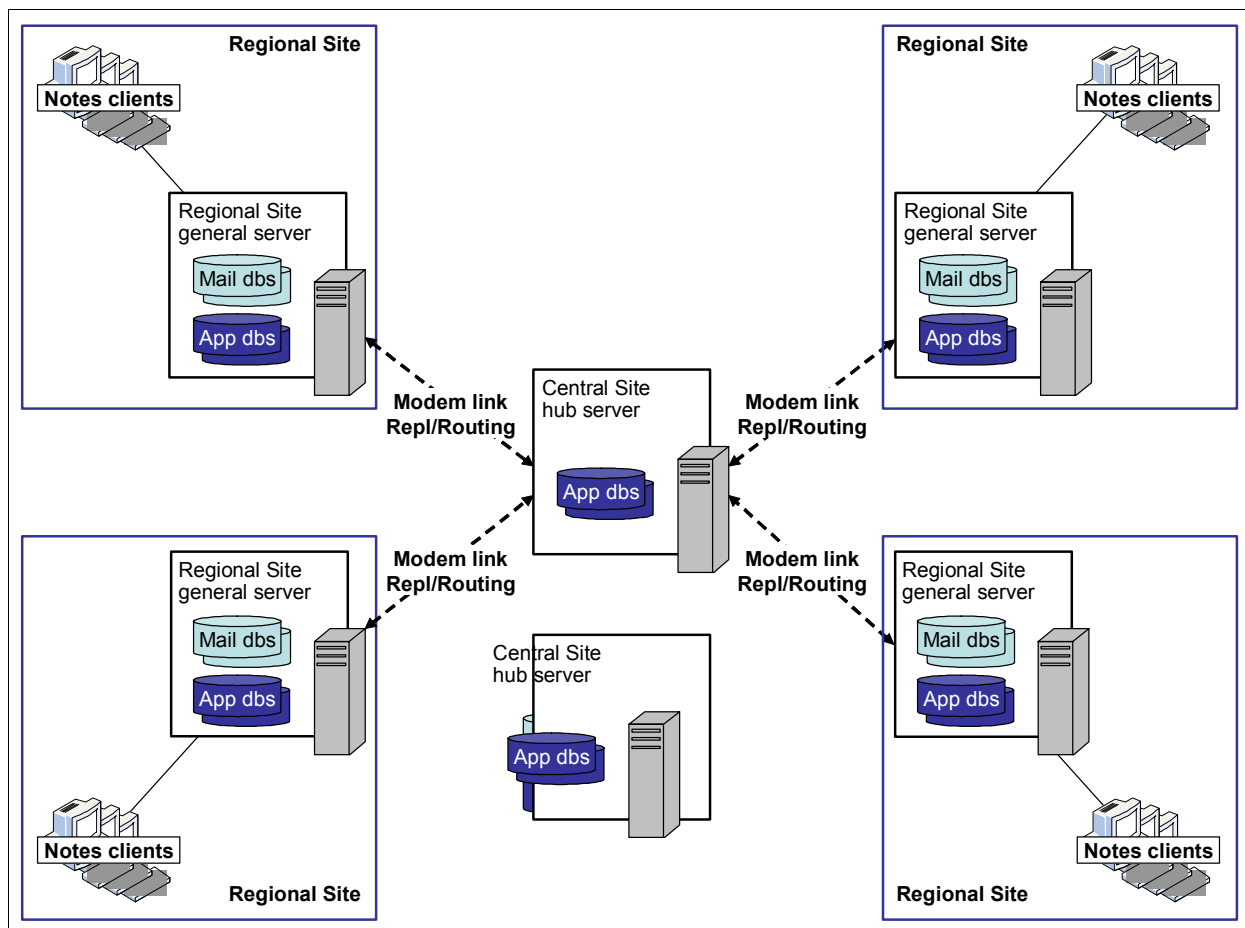 Regional Site
Notes clients
Regional Site
general server
Mail dbs
App dbs
Regional Site
Notes clients
Regional Site
general server
Mail dbs
App dbs
Modem link
Repl/Routing
Central Site
hub server
App dbs
Modem link
Repl/Routing
Regional Site
general server
Mail dbs
App dbs
Notes clients
Regional Site
Modem link
Repl/Routing
Central Site
hub server
App dbs
Modem link
Repl/Routing
Regional Site
general server
Mail dbs
App dbs
Notes clients
Regional Site